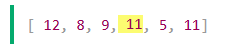 [ 12, 8, 9, 11, 5, 11]